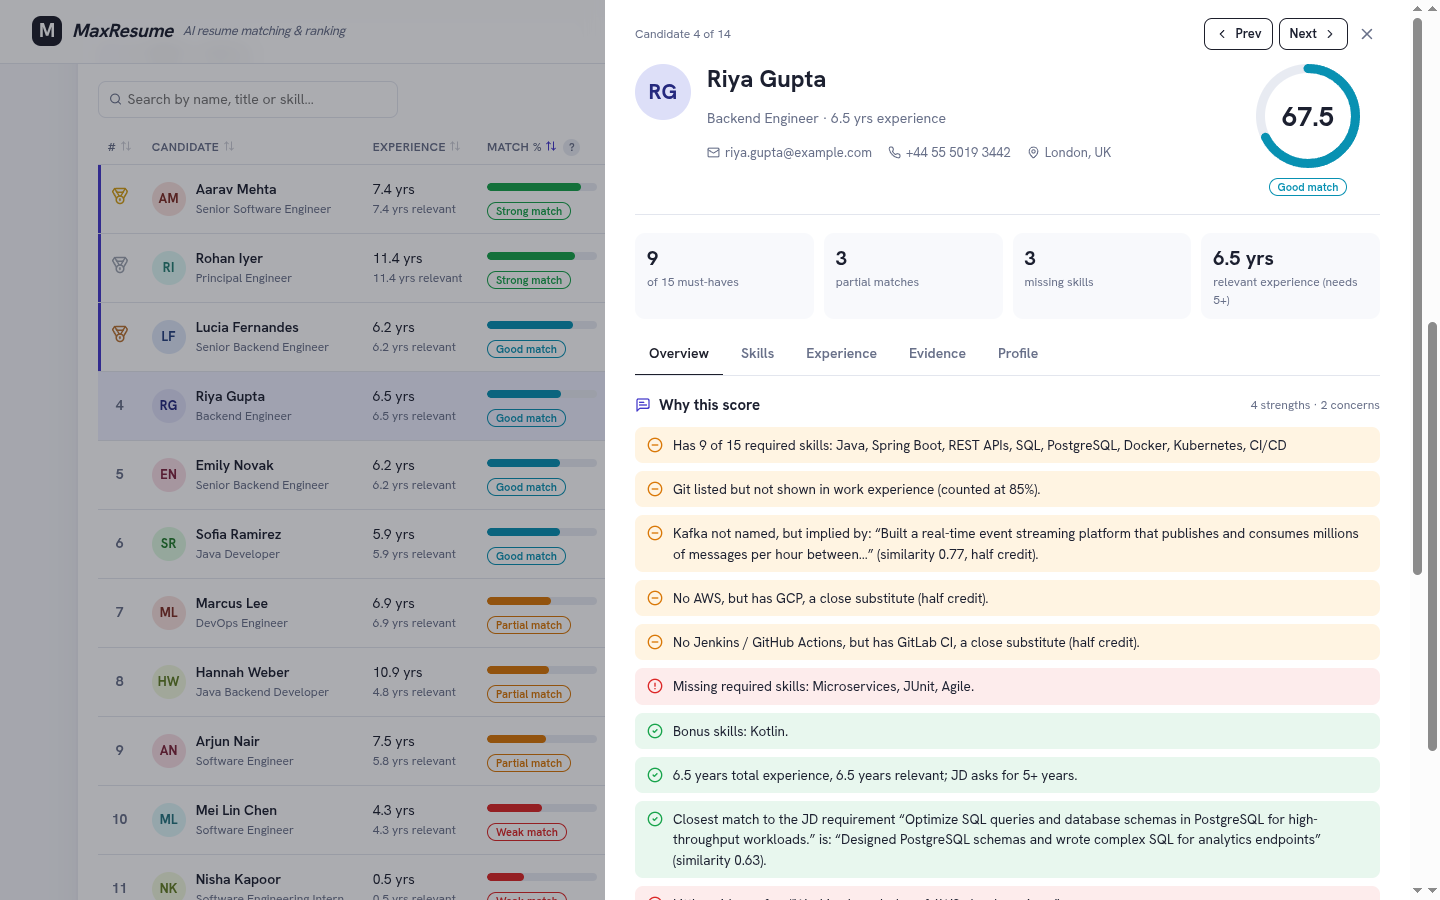 M MaxResume AI resume matching & ranking
Search by name, title or skill...
# CANDIDATE EXPERIENCE MATCH % ?
AM Aarav Mehta 7.4 yrs
Senior Software Engineer 7.4 yrs relevant Strong match
RI Rohan Iyer 11.4 yrs
Principal Engineer 11.4 yrs relevant Strong match
LF Lucia Fernandes 6.2 yrs
Senior Backend Engineer 6.2 yrs relevant Good match
4 RG Riya Gupta 6.5 yrs
Backend Engineer 6.5 yrs relevant Good match
5 EN Emily Novak 6.2 yrs
Senior Backend Engineer 6.2 yrs relevant Good match
6 SR Sofia Ramirez 5.9 yrs
Java Developer 5.9 yrs relevant Good match
7 ML Marcus Lee 6.9 yrs
DevOps Engineer 6.9 yrs relevant Partial match
8 HW Hannah Weber 10.9 yrs
Java Backend Developer 4.8 yrs relevant Partial match
9 AN Arjun Nair 7.5 yrs
Software Engineer 5.8 yrs relevant Partial match
10 ML Mei Lin Chen 4.3 yrs
Software Engineer 4.3 yrs relevant Weak match
11 NK Nisha Kapoor 0.5 yrs
Candidate 4 of 14 Prev Next
RG Riya Gupta
Backend Engineer · 6.5 yrs experience
riya.gupta@example.com +44 55 5019 3442 London, UK
67.5
Good match
9
of 15 must-haves
3
partial matches
3
missing skills
6.5 yrs
relevant experience (needs
5+)
Overview Skills Experience Evidence Profile
Why this score 4 strengths · 2 concerns
Has 9 of 15 required skills: Java, Spring Boot, REST APIs, SQL, PostgreSQL, Docker, Kubernetes, CI/CD
Git listed but not shown in work experience (counted at 85%).
Kafka not named, but implied by: “Built a real-time event streaming platform that publishes and consumes millions
of messages per hour between…” (similarity 0.77, half credit).
No AWS, but has GCP, a close substitute (half credit).
No Jenkins / GitHub Actions, but has GitLab CI, a close substitute (half credit).
Missing required skills: Microservices, JUnit, Agile.
Bonus skills: Kotlin.
6.5 years total experience, 6.5 years relevant; JD asks for 5+ years.
Closest match to the JD requirement “Optimize SQL queries and database schemas in PostgreSQL for high-
throughput workloads.” is: “Designed PostgreSQL schemas and wrote complex SQL for analytics endpoints”
(similarity 0.63).